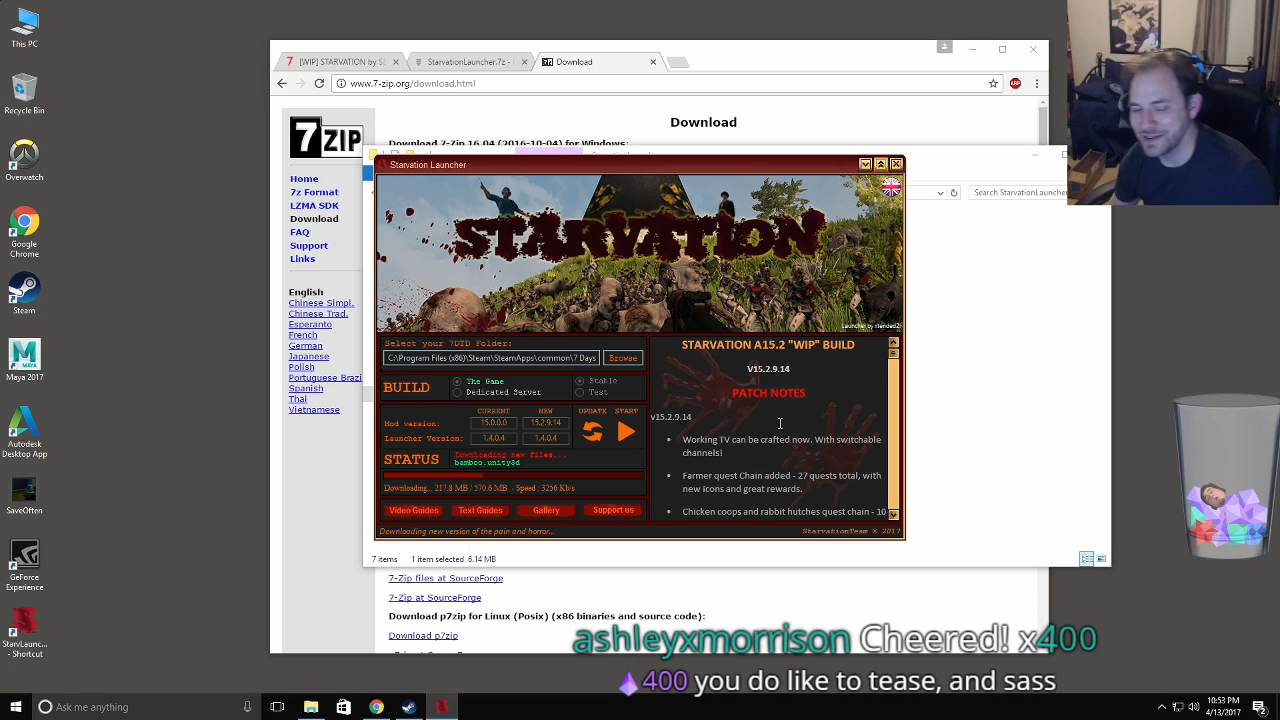 This PC
Recycle Bin
Overwatch
Google
Chrome
Steam
MAYA
Maya 2017
Autodesk
Desktop App
SaveOften
GeForce
Experience
StavLaunc...
- Shortcut
7 [WIP] STARVATION by S
StarvationLauncher.7z -
7z Download
www.7-zip.org/download.html
ABP
7ZIP
Home
7z Format
LZMA SDK
Download
FAQ
Support
Links
English
Chinese Simpl.
Chinese Trad.
Esperanto
French
German
Japanese
Polish
Portuguese Brazi
Spanish
Thai
Vietnamese
Download
Download 7-Zip 16.04 (2016-10-04) for Windows:
Search StarvationLauncher
Starvation Launcher
STARVATION
Select your 7DTD Folder:
C:\Program Files (x86)\Steam\SteamApps\common\7 Days
Browse
BUILD
The Game
Dedicated Server
Stable
Test
CURRENT NEW UPDATE START
Mod version: 15.0.0.0 15.2.9.14
Launcher Version: 1.4.0.4 1.4.0.4
STATUS
Downloading new files...
bamboo.unity3d
Downloading... 217.8 MB / 570.6 MB - Speed : 3256 Kb/s
Video Guides Text Guides Gallery Support us
Downloading new version of the pain and horror...
StarvationTeam © 2017
STARVATION A15.2 "WIP" BUILD
V15.2.9.14
PATCH NOTES
v15.2.9.14
Working TV can be crafted now. With switchable
channels!
Farmer quest Chain added - 27 quests total, with
new icons and great rewards.
Chicken coops and rabbit hutches quest chain - 10
7 items 1 item selected 6.14 MB
7-Zip files at SourceForge
7-Zip at SourceForge
Download p7zip for Linux (Posix) (x86 binaries and source code):
Download p7zip
ashleyxmorrison Cheered! x400
400 you do like to tease, and sass
Ask me anything
10:53 PM
4/13/2017
2